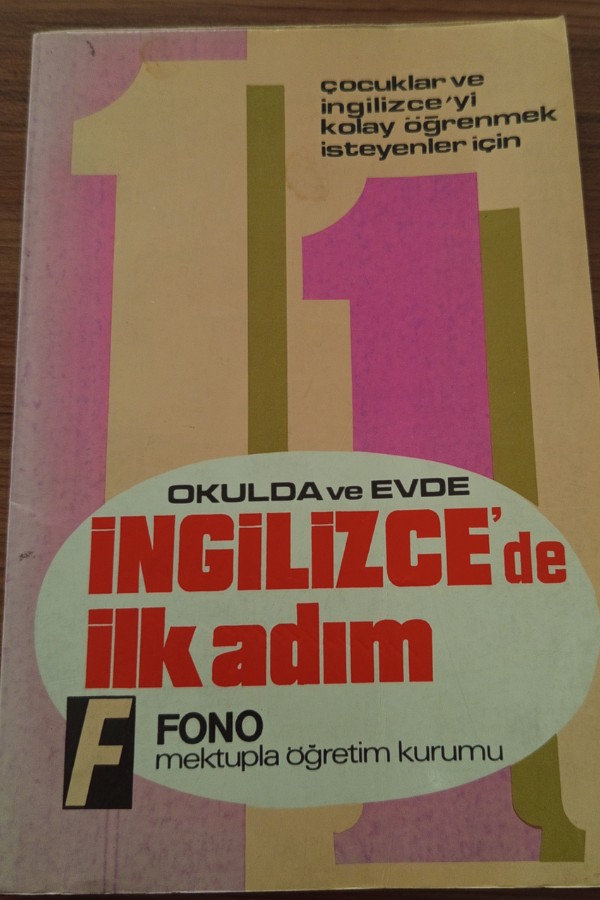 çocuklar ve
ingilizce'yi
kolay öğrenmek
isteyenler için
OKULDA ve EVDE
İNGİLİZCE'de
ilk adım
F FONO
mektupla öğretim kurumu